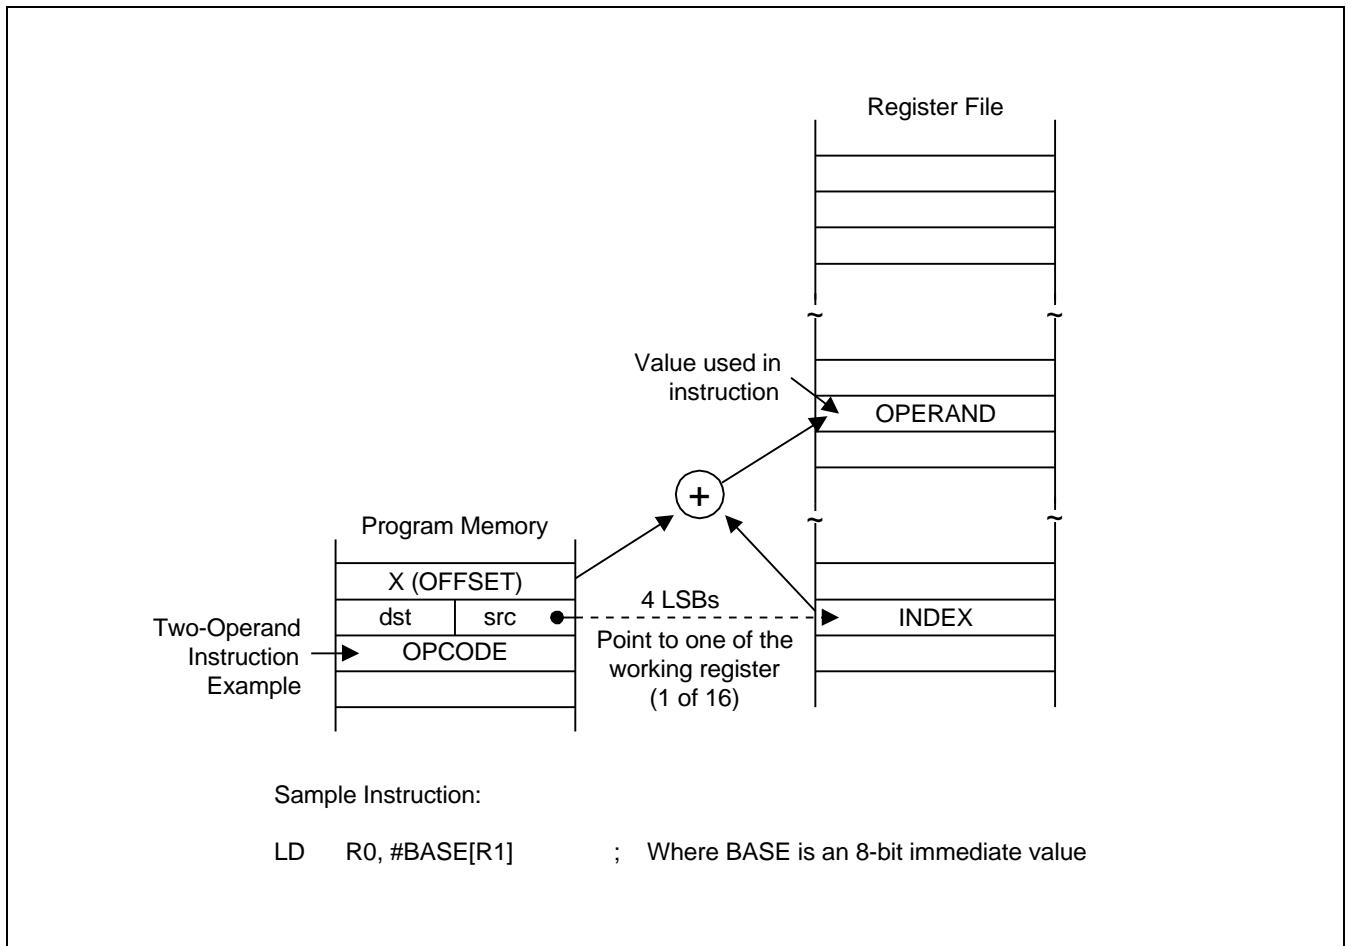 Register File
~ ~
Value used in
instruction
OPERAND
+
~ ~
Program Memory
X (OFFSET)
dst src
4 LSBs
INDEX
Two-Operand
Instruction
Example
OPCODE
Point to one of the
working register
(1 of 16)
Sample Instruction:
LD R0, #BASE[R1] ; Where BASE is an 8-bit immediate value